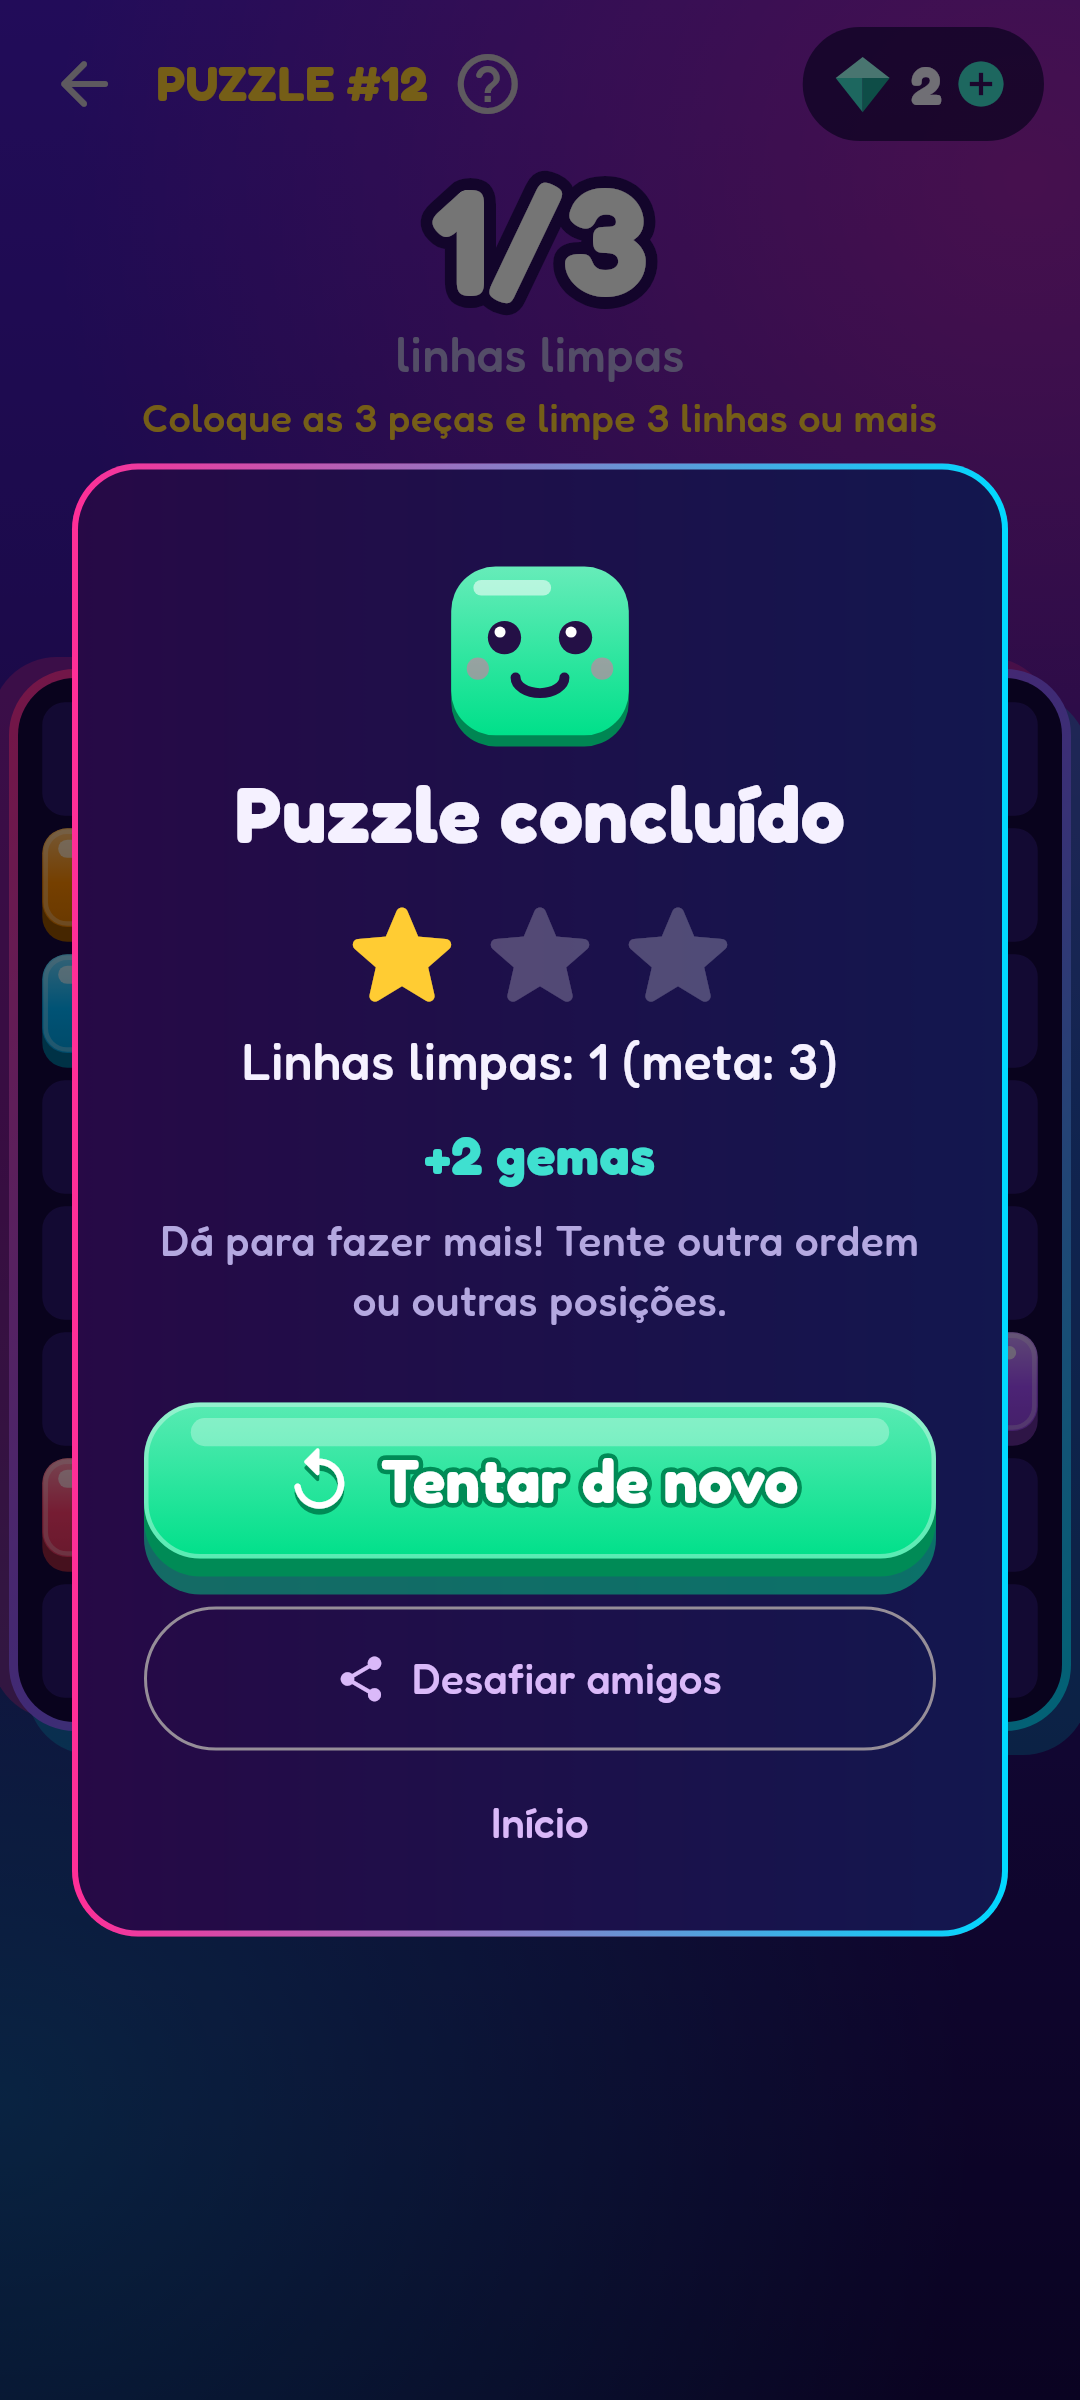 PUZZLE #12
2
1/3
linhas limpas
Coloque as 3 peças e limpe 3 linhas ou mais
Puzzle concluído
Linhas limpas: 1 (meta: 3)
+2 gemas
Dá para fazer mais! Tente outra ordem
ou outras posições.
Tentar de novo
Desafiar amigos
Início